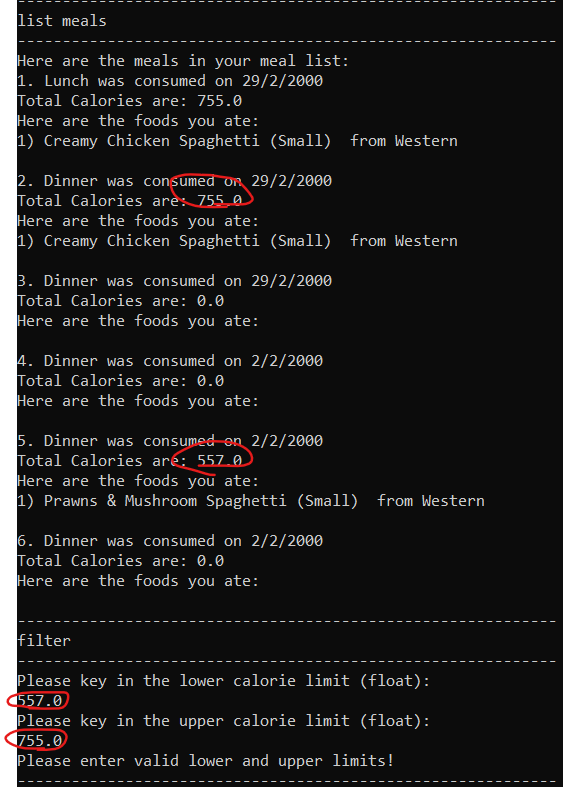 list meals
Here are the meals in your meal list:
1. Lunch was consumed on 29/2/2000
Total Calories are: 755.0
Here are the foods you ate:
1) Creamy Chicken Spaghetti (Small)  from Western
2. Dinner was consumed on 29/2/2000
Total Calories are: 755.0
Here are the foods you ate:
1) Creamy Chicken Spaghetti (Small)  from Western
3. Dinner was consumed on 29/2/2000
Total Calories are: 0.0
Here are the foods you ate:
4. Dinner was consumed on 2/2/2000
Total Calories are: 0.0
Here are the foods you ate:
5. Dinner was consumed on 2/2/2000
Total Calories are: 557.0
Here are the foods you ate:
1) Prawns & Mushroom Spaghetti (Small)  from Western
6. Dinner was consumed on 2/2/2000
Total Calories are: 0.0
Here are the foods you ate:
filter
Please key in the lower calorie limit (float):
557.0
Please key in the upper calorie limit (float):
755.0
Please enter valid lower and upper limits!